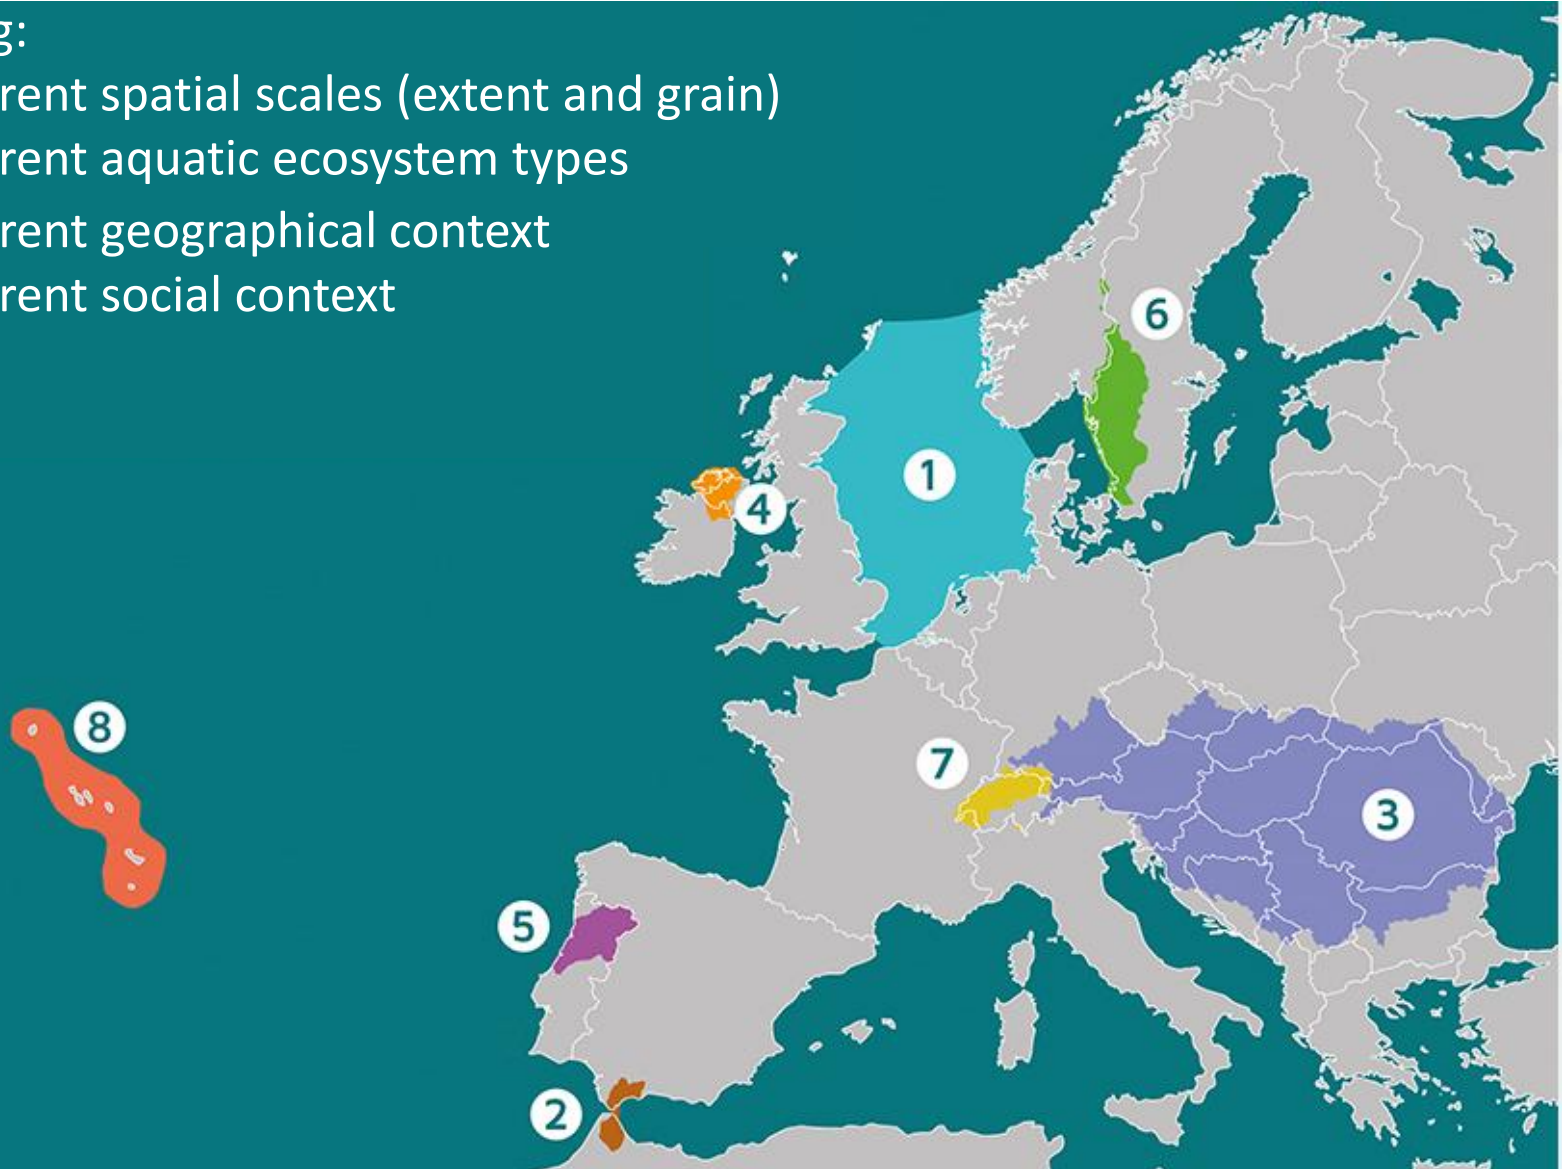 g:
rent spatial scales (extent and grain)
rent aquatic ecosystem types
rent geographical context
rent social context
6
1
4
8
7
3
5
2